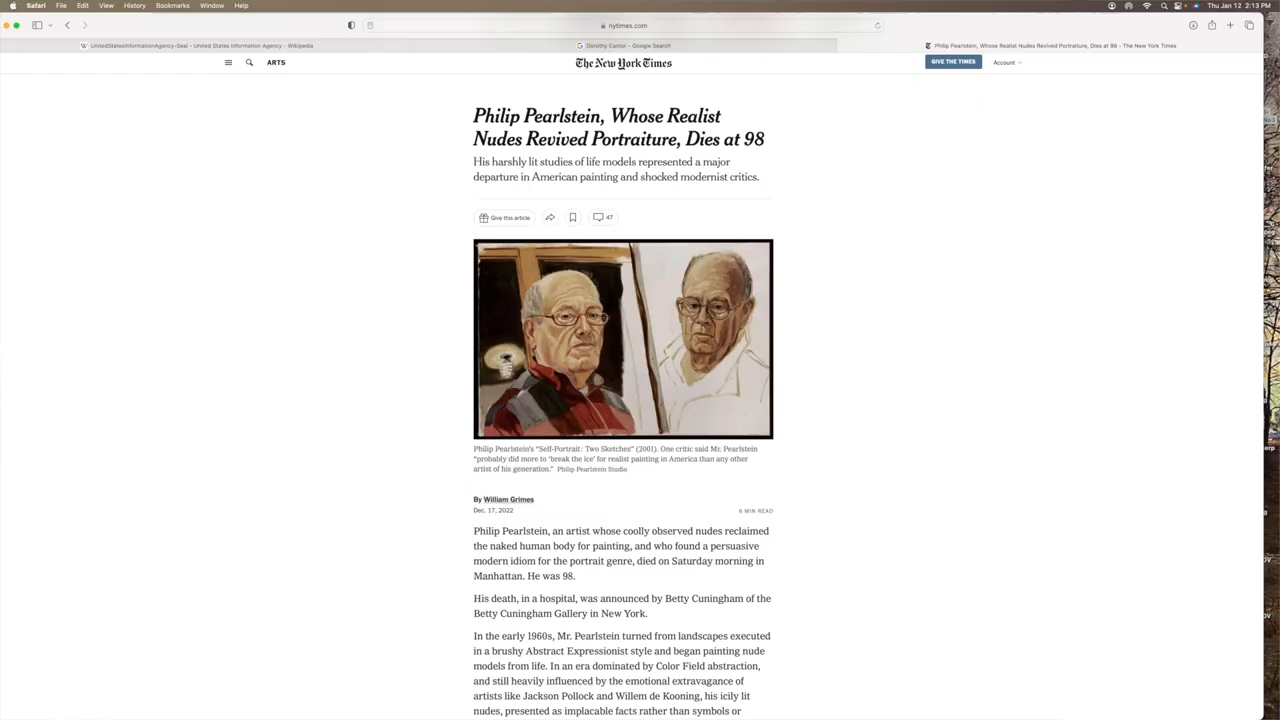 Safari File Edit View History Bookmarks Window Help Thu Jan 12 2:13 PM
nytimes.com
UnitedStatesInformationAgency-Seal - United States Information Agency - Wikipedia
Dorothy Cantor - Google Search
Philip Pearlstein, Whose Realist Nudes Revived Portraiture, Dies at 98 - The New York Times
ARTS
The New York Times
GIVE THE TIMES
Account
Philip Pearlstein, Whose Realist
Nudes Revived Portraiture, Dies at 98
His harshly lit studies of life models represented a major
departure in American painting and shocked modernist critics.
Give this article
47
Philip Pearlstein's “Self-Portrait: Two Sketches” (2001). One critic said Mr. Pearlstein
“probably did more to ‘break the ice’ for realist painting in America than any other
artist of his generation.” Philip Pearlstein Studio
By William Grimes
Dec. 17, 2022
6 MIN READ
Philip Pearlstein, an artist whose coolly observed nudes reclaimed
the naked human body for painting, and who found a persuasive
modern idiom for the portrait genre, died on Saturday morning in
Manhattan. He was 98.
His death, in a hospital, was announced by Betty Cuningham of the
Betty Cuningham Gallery in New York.
In the early 1960s, Mr. Pearlstein turned from landscapes executed
in a brushy Abstract Expressionist style and began painting nude
models from life. In an era dominated by Color Field abstraction,
and still heavily influenced by the emotional extravagance of
artists like Jackson Pollock and Willem de Kooning, his icily lit
nudes, presented as implacable facts rather than symbols or